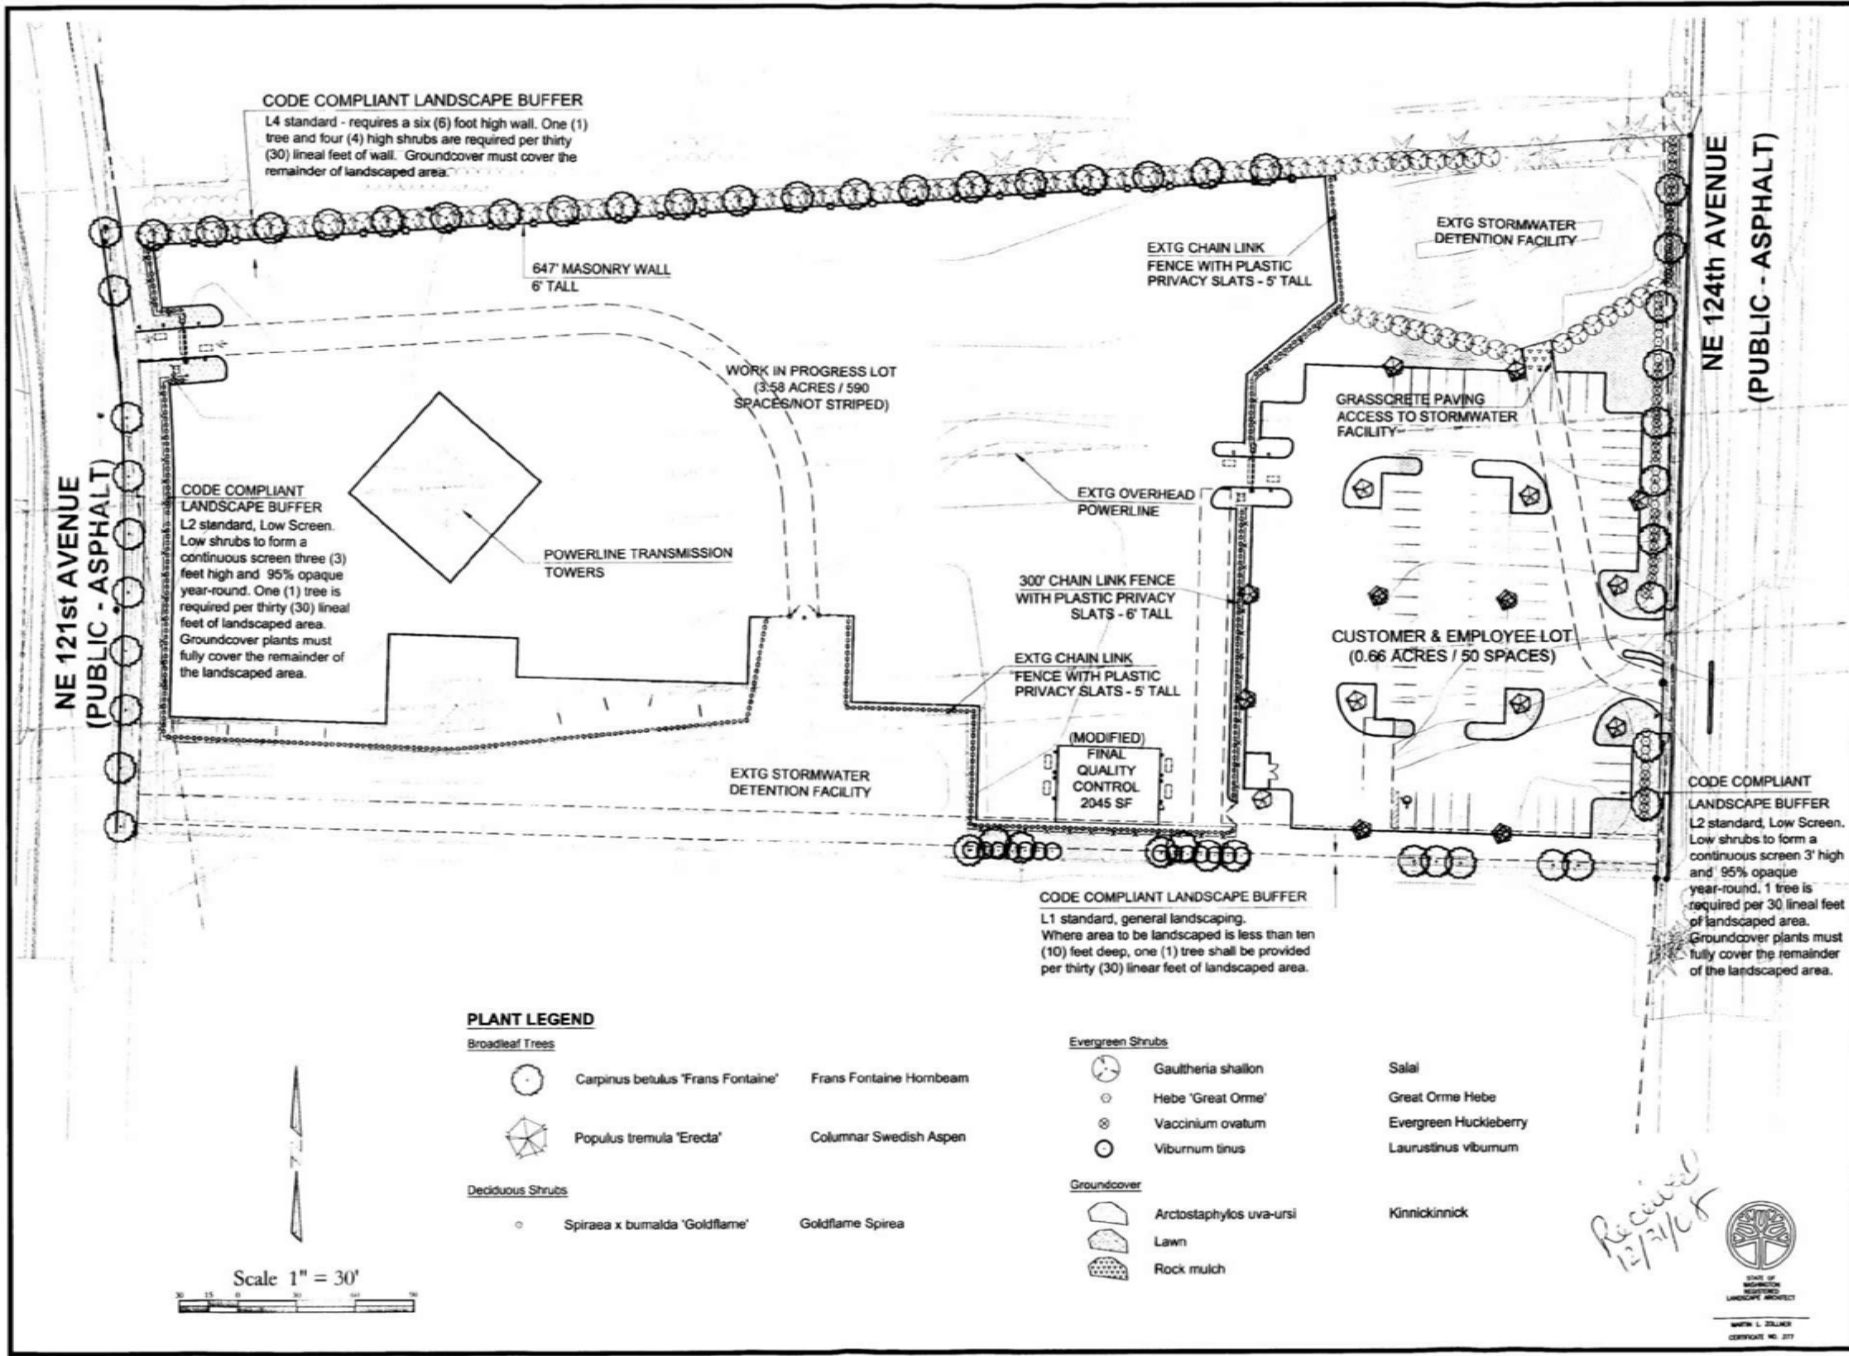 CODE COMPLIANT LANDSCAPE BUFFER
L4 standard - requires a six (6) foot high wall. One (1)
tree and four (4) high shrubs are required per thirty
(30) lineal feet of wall. Groundcover must cover the
remainder of landscaped area.
647' MASONRY WALL
6' TALL
EXTG CHAIN LINK
FENCE WITH PLASTIC
PRIVACY SLATS - 5' TALL
EXTG STORMWATER
DETENTION FACILITY
NE 124th AVENUE
(PUBLIC - ASPHALT)
WORK IN PROGRESS LOT
(3.58 ACRES / 590
SPACES/NOT STRIPED)
GRASSCRETE PAVING
ACCESS TO STORMWATER
FACILITY
NE 121st AVENUE
(PUBLIC - ASPHALT)
CODE COMPLIANT
LANDSCAPE BUFFER
L2 standard, Low Screen.
Low shrubs to form a
continuous screen three (3)
feet high and 95% opaque
year-round. One (1) tree is
required per thirty (30) lineal
feet of landscaped area.
Groundcover plants must
fully cover the remainder of
the landscaped area.
POWERLINE TRANSMISSION
TOWERS
EXTG OVERHEAD
POWERLINE
300' CHAIN LINK FENCE
WITH PLASTIC PRIVACY
SLATS - 6' TALL
EXTG CHAIN LINK
FENCE WITH PLASTIC
PRIVACY SLATS - 5' TALL
CUSTOMER & EMPLOYEE LOT
(0.66 ACRES / 50 SPACES)
(MODIFIED)
FINAL
QUALITY
CONTROL
2045 SF
EXTG STORMWATER
DETENTION FACILITY
CODE COMPLIANT
LANDSCAPE BUFFER
L2 standard, Low Screen.
Low shrubs to form a
continuous screen 3' high
and 95% opaque
year-round. 1 tree is
required per 30 lineal feet
of landscaped area.
Groundcover plants must
fully cover the remainder
of the landscaped area.
CODE COMPLIANT LANDSCAPE BUFFER
L1 standard, general landscaping.
Where area to be landscaped is less than ten
(10) feet deep, one (1) tree shall be provided
per thirty (30) linear feet of landscaped area.
PLANT LEGEND
Broadleaf Trees
Carpinus betulus 'Frans Fontaine' Frans Fontaine Hornbeam
Populus tremula 'Erecta' Columnar Swedish Aspen
Deciduous Shrubs
Spiraea x bumalda 'Goldflame' Goldflame Spirea
Evergreen Shrubs
Gaultheria shallon Salal
Hebe 'Great Orme' Great Orme Hebe
Vaccinium ovatum Evergreen Huckleberry
Viburnum tinus Laurustinus viburnum
Groundcover
Arctostaphylos uva-ursi Kinnickinnick
Lawn
Rock mulch
N
Scale 1" = 30'
30 15 0 30 60 90
Received
12/31/08
STATE OF
WASHINGTON
REGISTERED
LANDSCAPE ARCHITECT
MARTIN L. ZOLLNER
CERTIFICATE NO.